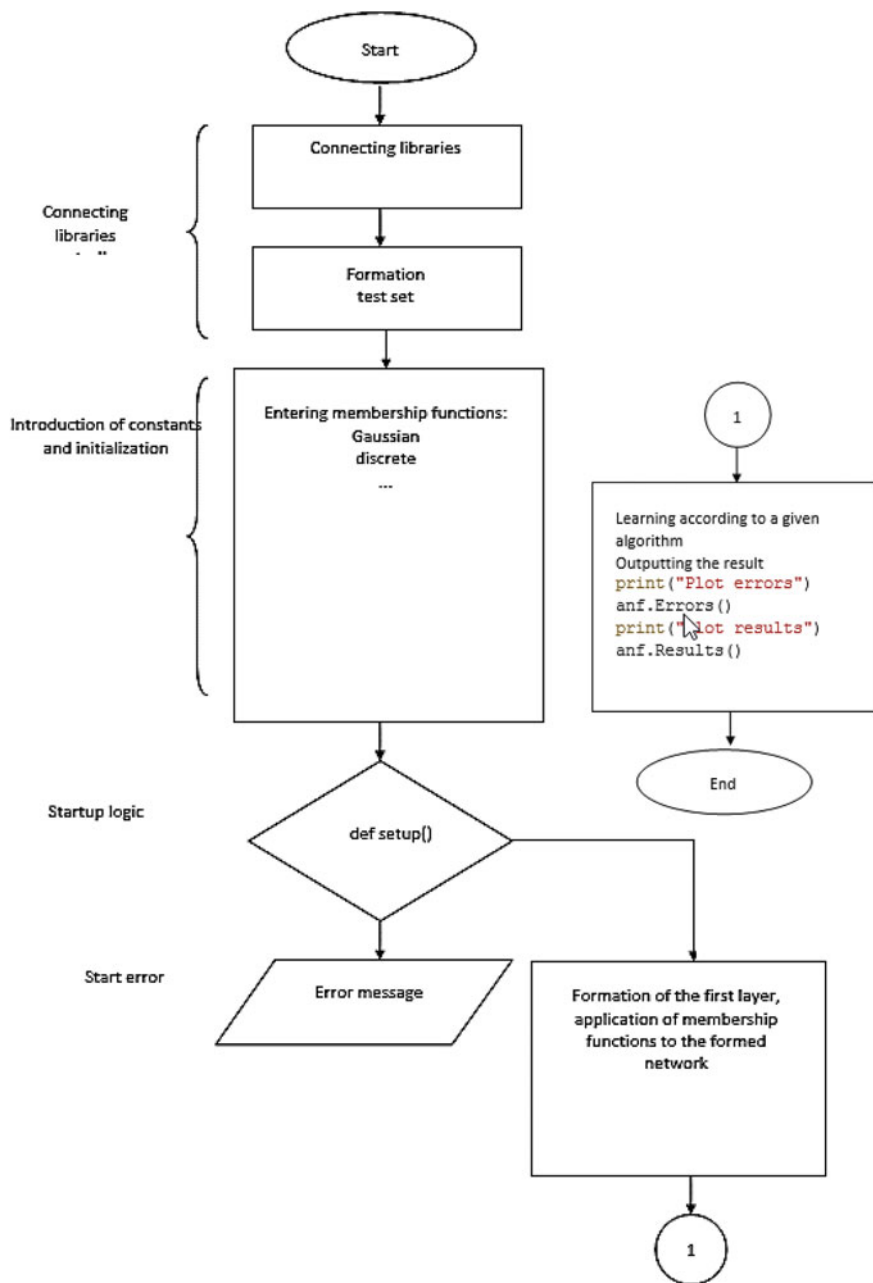 Start
Connecting libraries
Connecting
libraries
Formation
test set
Introduction of constants
and initialization
Entering membership functions:
Gaussian
discrete
...
Startup logic
def setup()
Start error
Error message
Formation of the first layer,
application of membership
functions to the formed
network
1
1
Learning according to a given
algorithm
Outputting the result
print("Plot errors")
anf.Errors()
print("Plot results")
anf.Results()
End